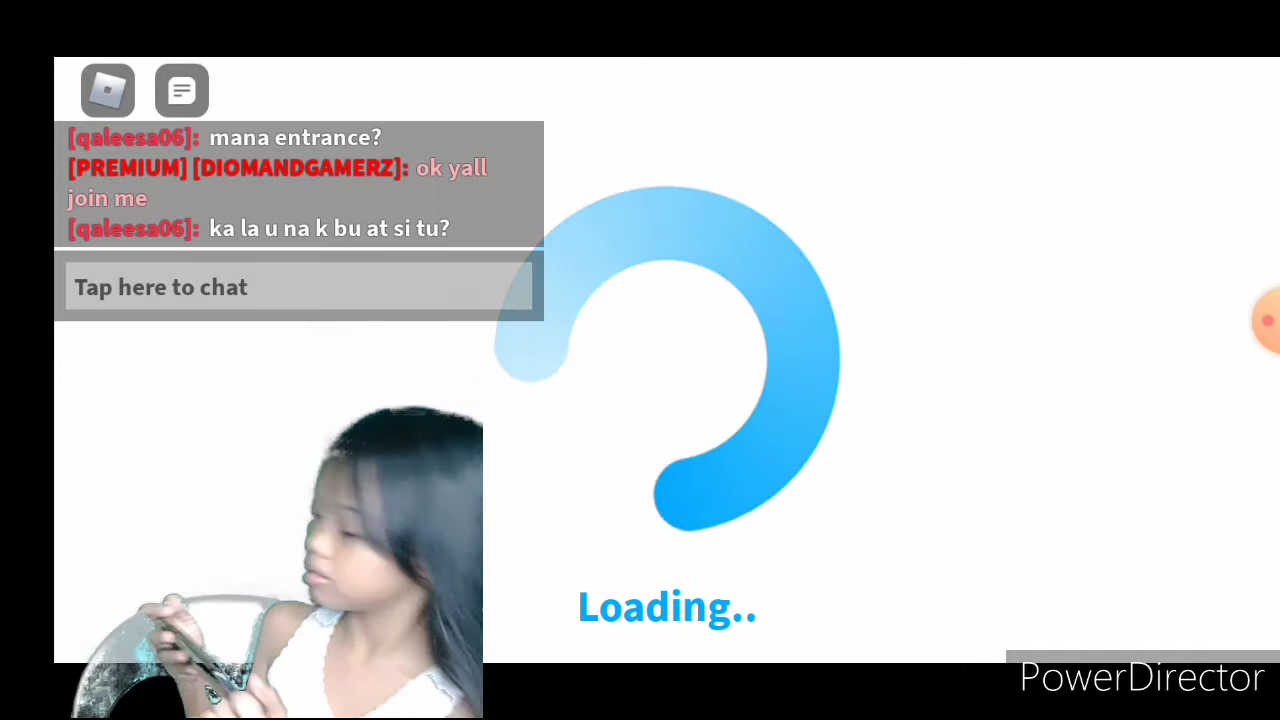 [qaleesa06]: mana entrance?
[PREMIUM] [DIOMANDGAMERZ]: ok yall
join me
[qaleesa06]: ka la u na k bu at si tu?
Tap here to chat
Loading..
PowerDirector